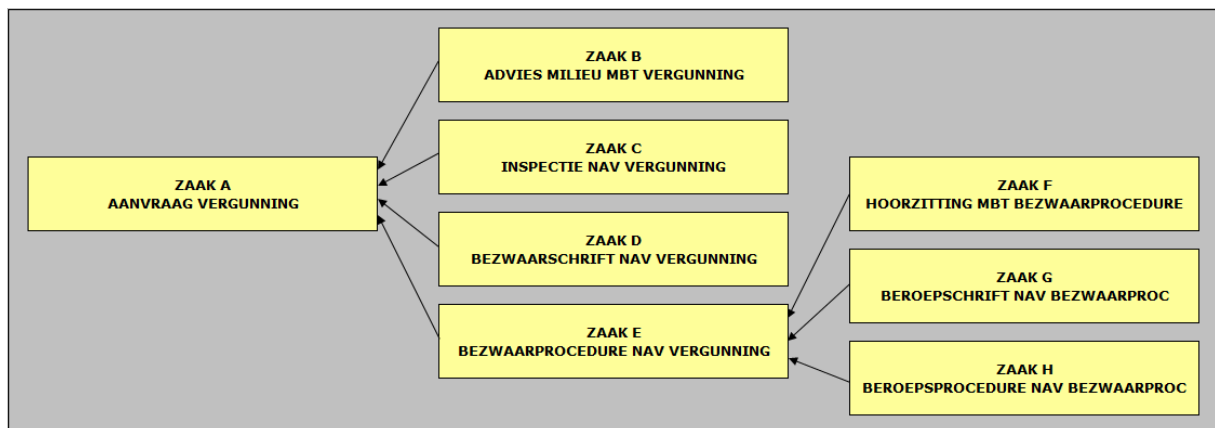 ZAAK A
AANVRAAG VERGUNNING
ZAAK B
ADVIES MILIEU MBT VERGUNNING
ZAAK C
INSPECTIE NAV VERGUNNING
ZAAK D
BEZWAARSCHRIFT NAV VERGUNNING
ZAAK E
BEZWAARPROCEDURE NAV VERGUNNING
ZAAK F
HOORZITTING MBT BEZWAARPROCEDURE
ZAAK G
BEROEPSCHRIFT NAV BEZWAARPROC
ZAAK H
BEROEPSPROCEDURE NAV BEZWAARPROC